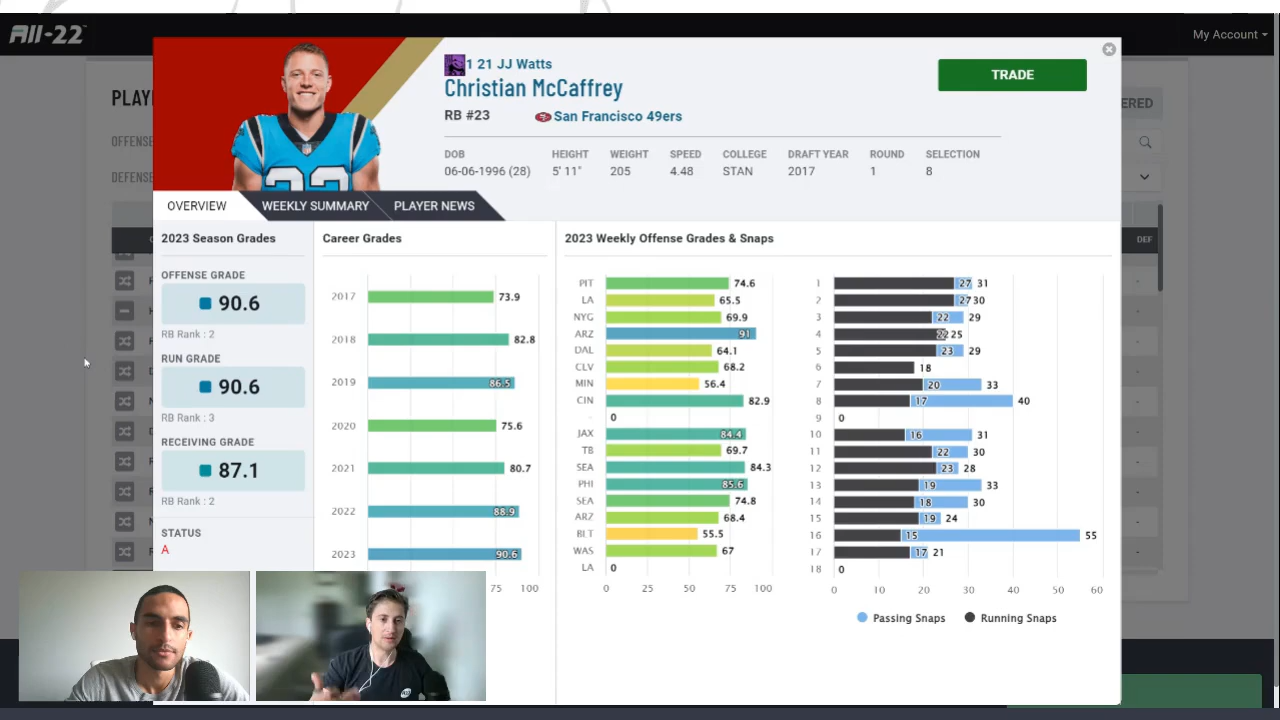 All-22
My Account
PLAY
ERED
1 21 JJ Watts
Christian McCaffrey
TRADE
RB #23
San Francisco 49ers
OFFENSE
DEFENSE
DOB HEIGHT WEIGHT SPEED COLLEGE DRAFT YEAR ROUND SELECTION
06-06-1996 (28) 5' 11" 205 4.48 STAN 2017 1 8
DEF
OVERVIEW WEEKLY SUMMARY PLAYER NEWS
2023 Season Grades
OFFENSE GRADE
90.6
RB Rank : 2
RUN GRADE
90.6
RB Rank : 3
RECEIVING GRADE
87.1
RB Rank : 2
STATUS
A
Career Grades
2017 73.9
2018 82.8
2019 86.5
2020 75.6
2021 80.7
2022 88.9
2023 90.6
75 100
2023 Weekly Offense Grades & Snaps
PIT 74.6 1 27 31
LA 65.5 2 27 30
NYG 69.9 3 22 29
ARZ 91 4 25
DAL 64.1 5 23 29
CLV 68.2 6 18
MIN 56.4 7 20 33
CIN 82.9 8 17 40
- 0 9 0
JAX 84.4 10 16 31
TB 69.7 11 22 30
SEA 84.3 12 23 28
PHI 85.6 13 19 33
SEA 74.8 14 18 30
ARZ 68.4 15 19 24
BLT 55.5 16 15 55
WAS 67 17 17 21
LA 0 18 0
0 25 50 75 100 0 10 20 30 40 50 60
Passing Snaps Running Snaps